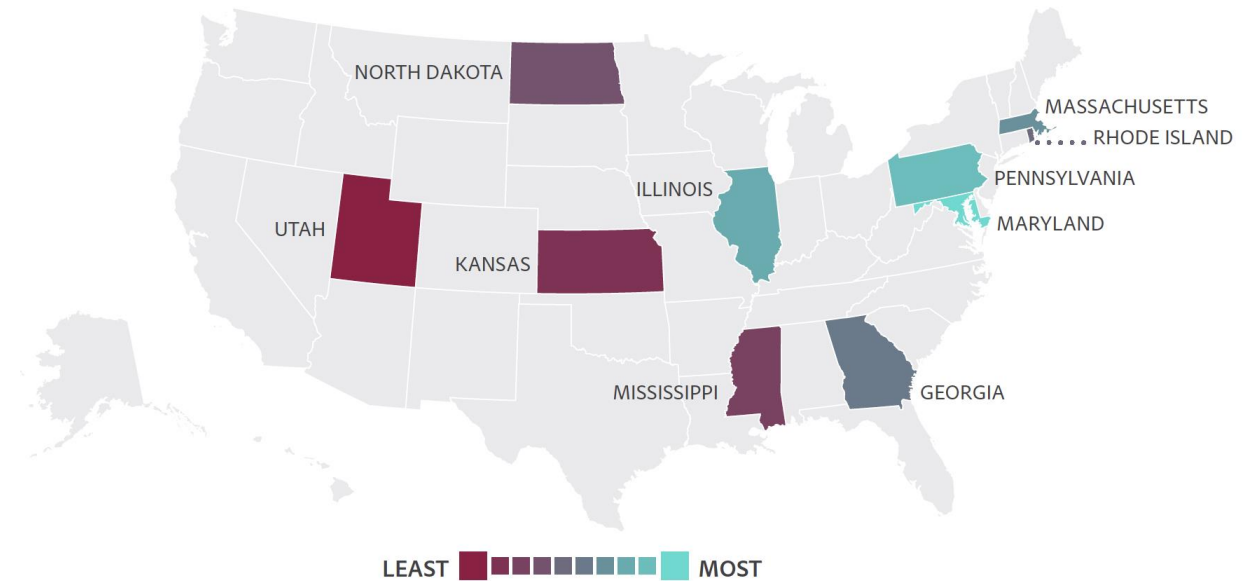 NORTH DAKOTA
MASSACHUSETTS
RHODE ISLAND
PENNSYLVANIA
ILLINOIS
MARYLAND
UTAH
KANSAS
MISSISSIPPI
GEORGIA
LEAST MOST